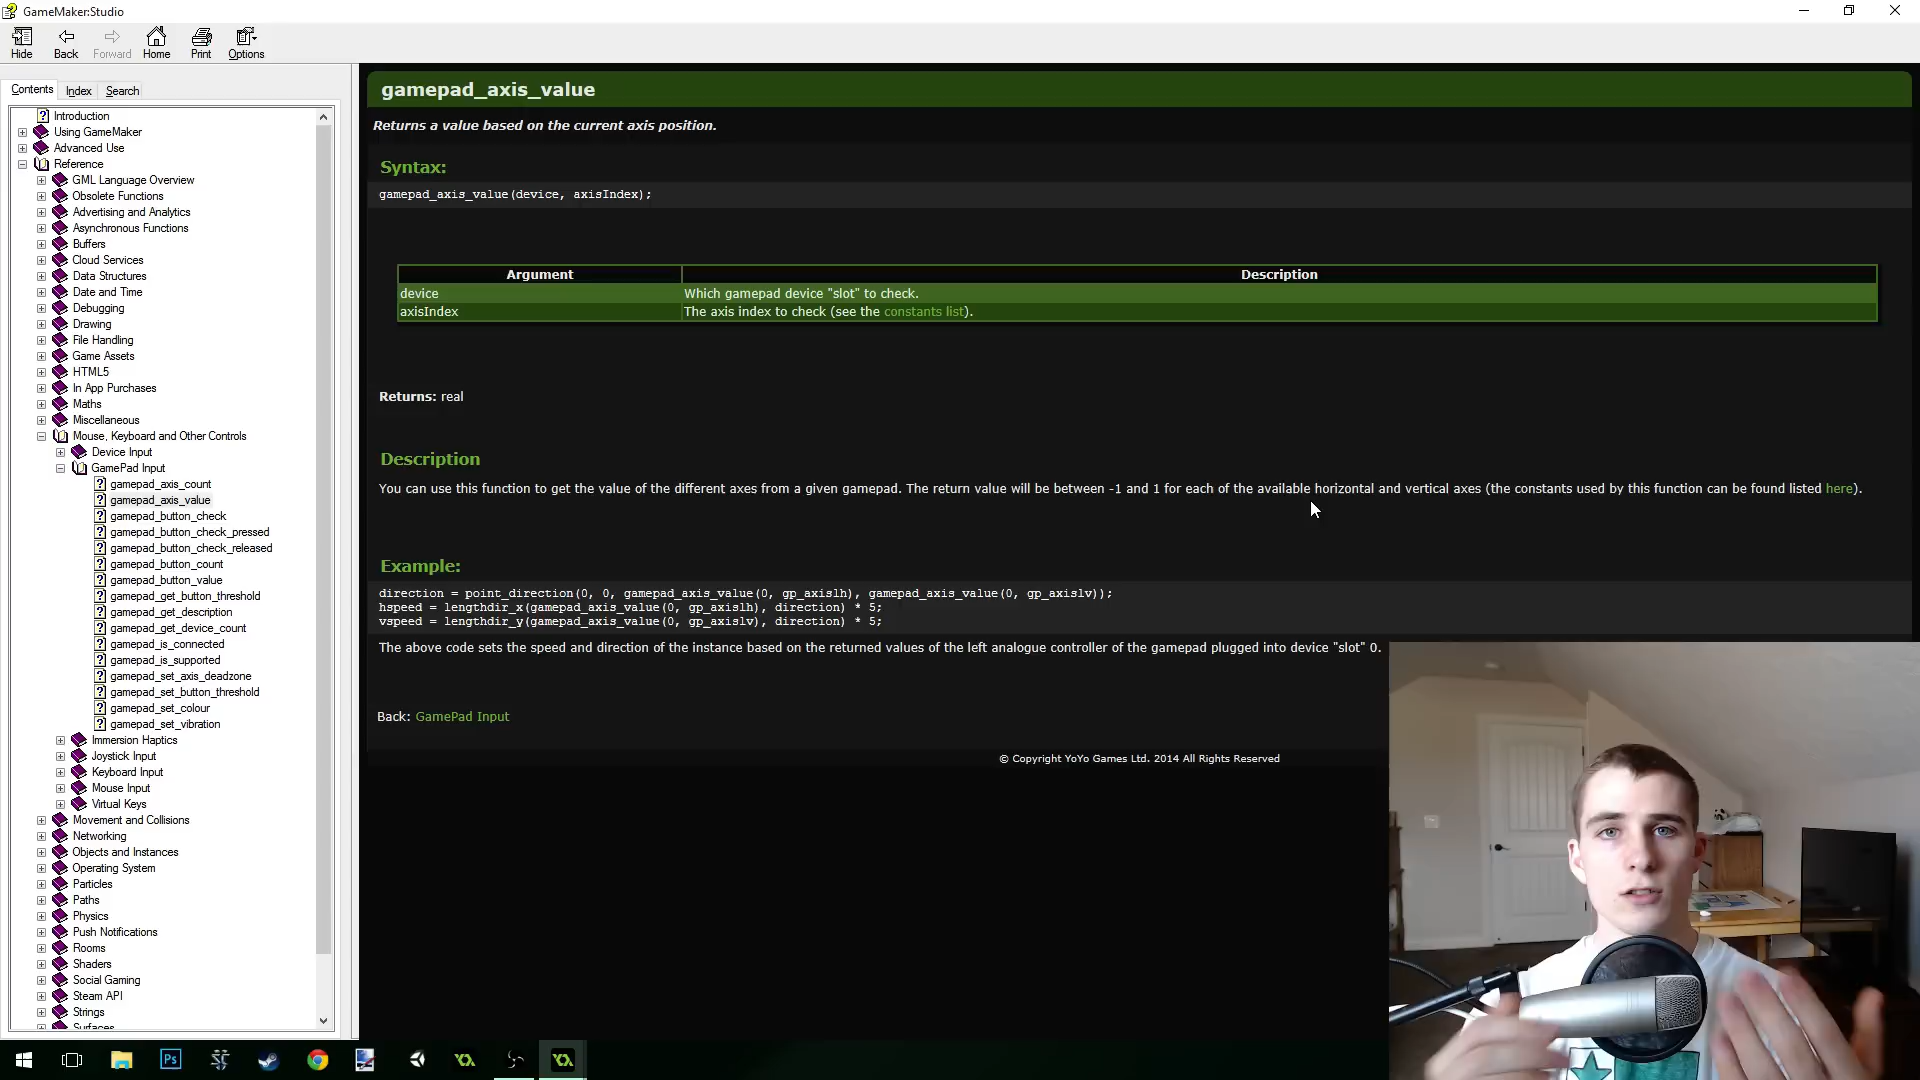 GameMaker:Studio
Hide Back Forward Home Print Options
Contents Index Search
Introduction
Using GameMaker
Advanced Use
Reference
GML Language Overview
Obsolete Functions
Advertising and Analytics
Asynchronous Functions
Buffers
Cloud Services
Data Structures
Date and Time
Debugging
Drawing
File Handling
Game Assets
HTML5
In App Purchases
Maths
Miscellaneous
Mouse, Keyboard and Other Controls
Device Input
GamePad Input
gamepad_axis_count
gamepad_axis_value
gamepad_button_check
gamepad_button_check_pressed
gamepad_button_check_released
gamepad_button_count
gamepad_button_value
gamepad_get_button_threshold
gamepad_get_description
gamepad_get_device_count
gamepad_is_connected
gamepad_is_supported
gamepad_set_axis_deadzone
gamepad_set_button_threshold
gamepad_set_colour
gamepad_set_vibration
Immersion Haptics
Joystick Input
Keyboard Input
Mouse Input
Virtual Keys
Movement and Collisions
Networking
Objects and Instances
Operating System
Particles
Paths
Physics
Push Notifications
Rooms
Shaders
Social Gaming
Steam API
Strings
Surfaces
gamepad_axis_value
Returns a value based on the current axis position.
Syntax:
gamepad_axis_value(device, axisIndex);
Argument Description
device Which gamepad device "slot" to check.
axisIndex The axis index to check (see the constants list).
Returns: real
Description
You can use this function to get the value of the different axes from a given gamepad. The return value will be between -1 and 1 for each of the available horizontal and vertical axes (the constants used by this function can be found listed here).
Example:
direction = point_direction(0, 0, gamepad_axis_value(0, gp_axislh), gamepad_axis_value(0, gp_axislv));
hspeed = lengthdir_x(gamepad_axis_value(0, gp_axislh), direction) * 5;
vspeed = lengthdir_y(gamepad_axis_value(0, gp_axislv), direction) * 5;
The above code sets the speed and direction of the instance based on the returned values of the left analogue controller of the gamepad plugged into device "slot" 0.
Back: GamePad Input
© Copyright YoYo Games Ltd. 2014 All Rights Reserved
Ps